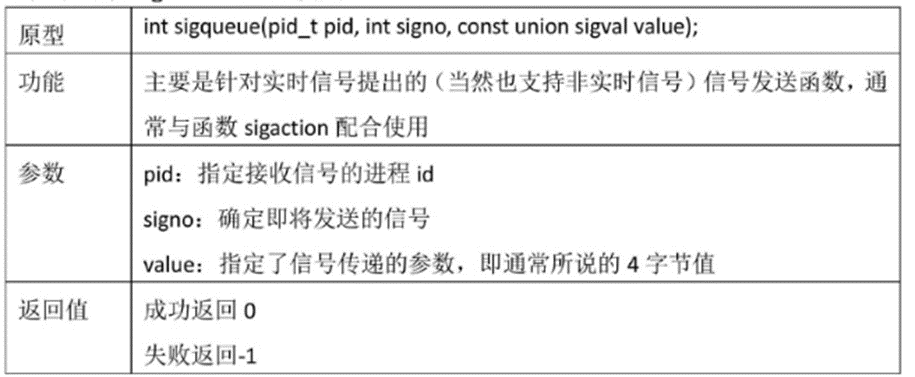 原型
int sigqueue(pid_t pid, int signo, const union sigval value);
功能
主要是针对实时信号提出的（当然也支持非实时信号）信号发送函数，通
常与函数 sigaction 配合使用
参数
pid：指定接收信号的进程 id
signo：确定即将发送的信号
value：指定了信号传递的参数，即通常所说的 4 字节值
返回值
成功返回 0
失败返回-1